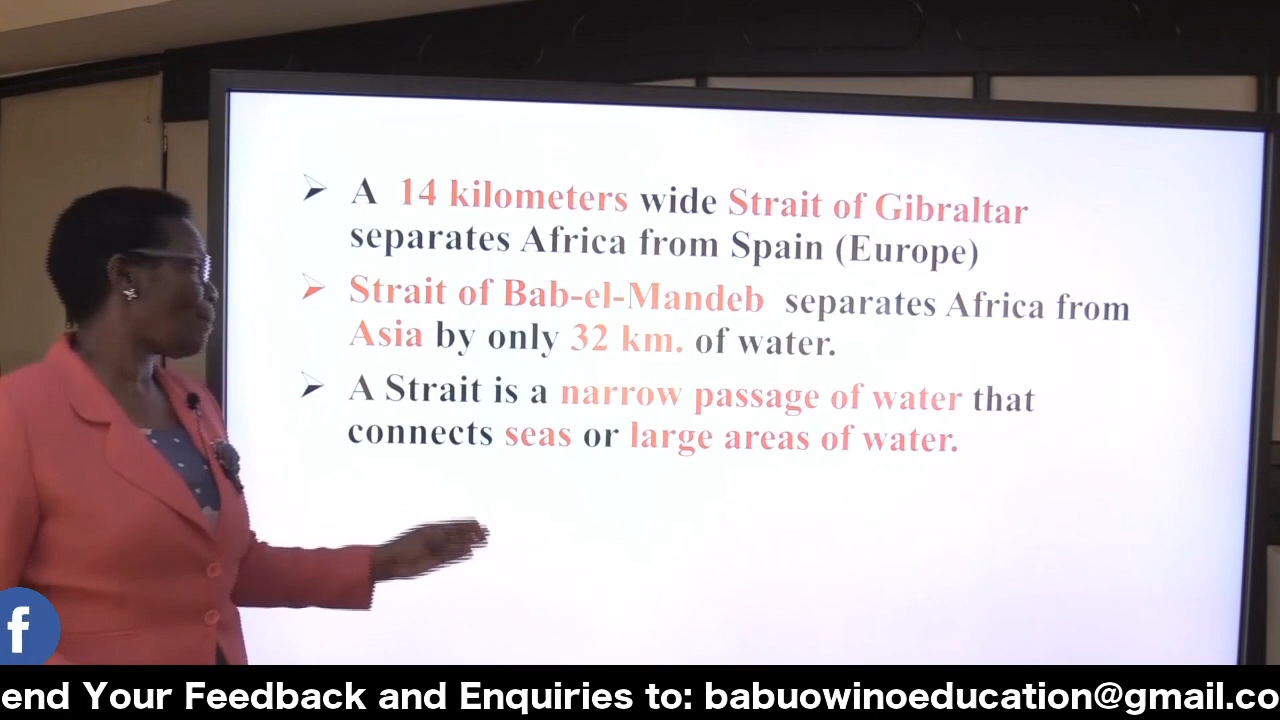 A 14 kilometers wide Strait of Gibraltar
separates Africa from Spain (Europe)
Strait of Bab-el-Mandeb separates Africa from
Asia by only 32 km. of water.
A Strait is a narrow passage of water that
connects seas or large areas of water.
f
end Your Feedback and Enquiries to: babuowinoeducation@gmail.co